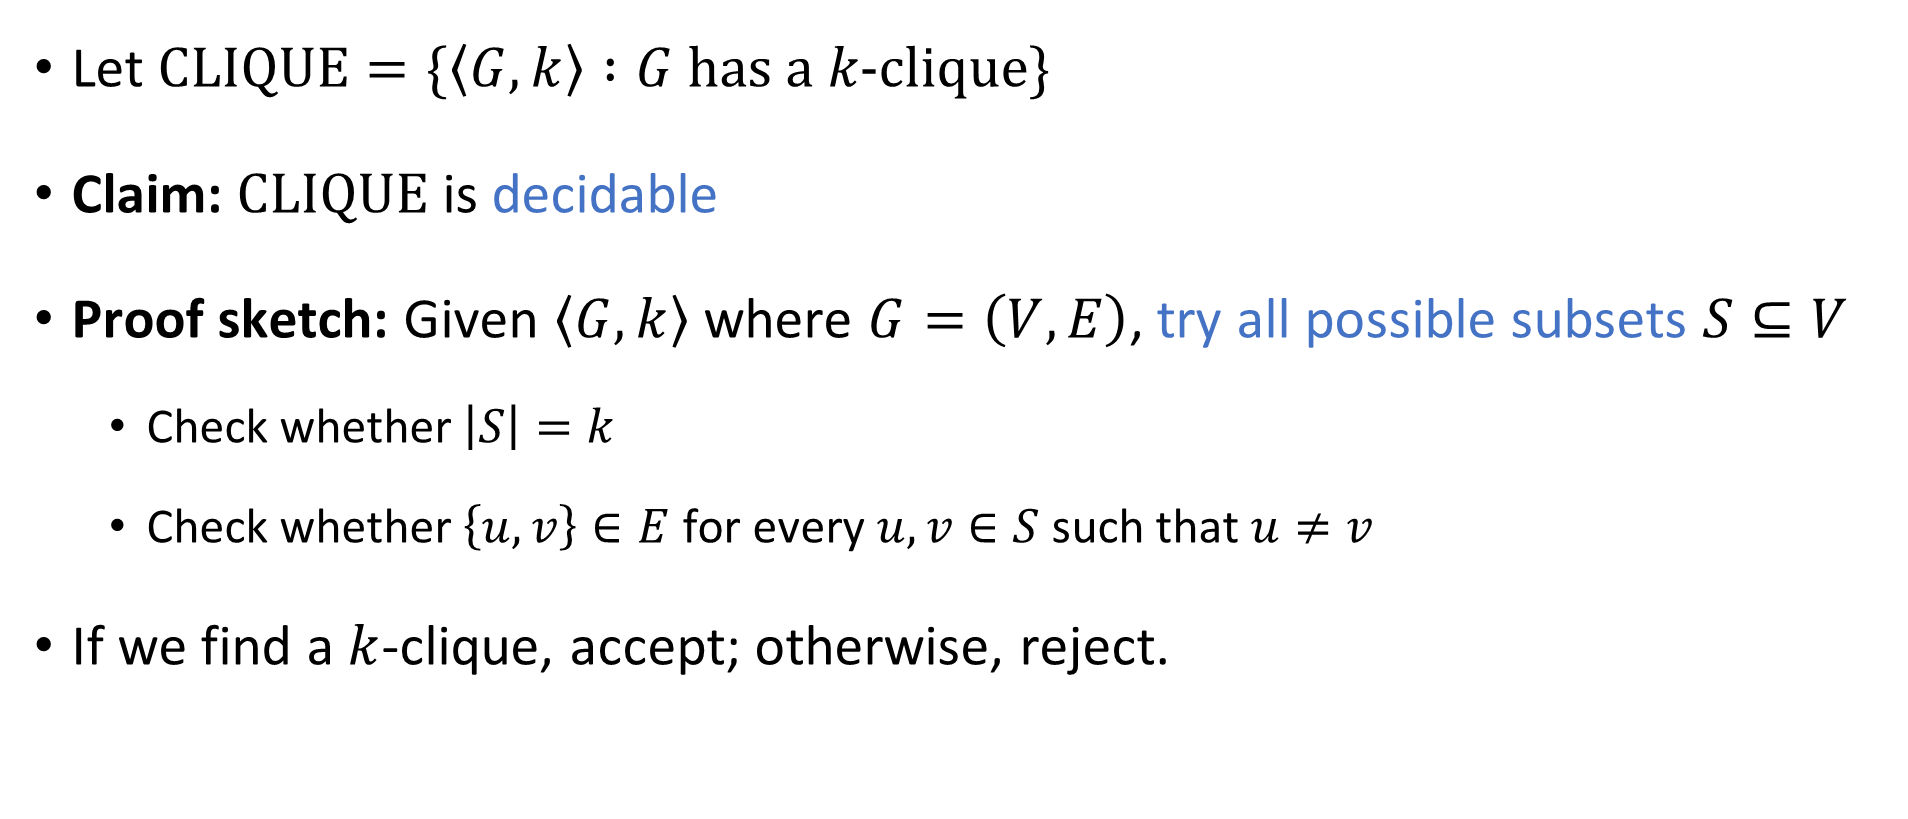 • Let CLIQUE = {⟨G, k⟩ : G has a k-clique}
• Claim: CLIQUE is decidable
• Proof sketch: Given ⟨G, k⟩ where G = (V, E), try all possible subsets S ⊆ V
• Check whether |S| = k
• Check whether {u, v} ∈ E for every u, v ∈ S such that u ≠ v
• If we find a k-clique, accept; otherwise, reject.